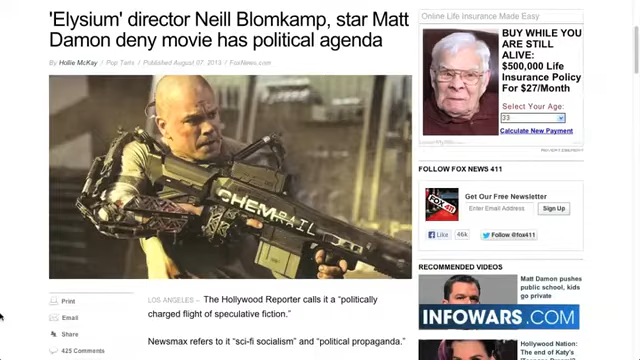 'Elysium' director Neill Blomkamp, star Matt
Damon deny movie has political agenda
By Hollie McKay / Pop Tarts / Published August 07, 2013 / FoxNews.com
CHEMRAIL
Print
Email
Share
425 Comments
LOS ANGELES – The Hollywood Reporter calls it a “politically
charged flight of speculative fiction.”
Newsmax refers to it “sci-fi socialism” and “political propaganda.”
Online Life Insurance Made Easy
BUY WHILE YOU
ARE STILL
ALIVE:
$500,000 Life
Insurance Policy
For $27/Month
Select Your Age:
33
Calculate New Payment
FOLLOW FOX NEWS 411
FOX
411
Get Our Free Newsletter
Enter Email Address
Sign Up
Like
46k
Follow @fox411
RECOMMENDED VIDEOS
Matt Damon pushes
public school, kids
go private
INFOWARS.COM
Hollywood Nation:
The end of Katy's